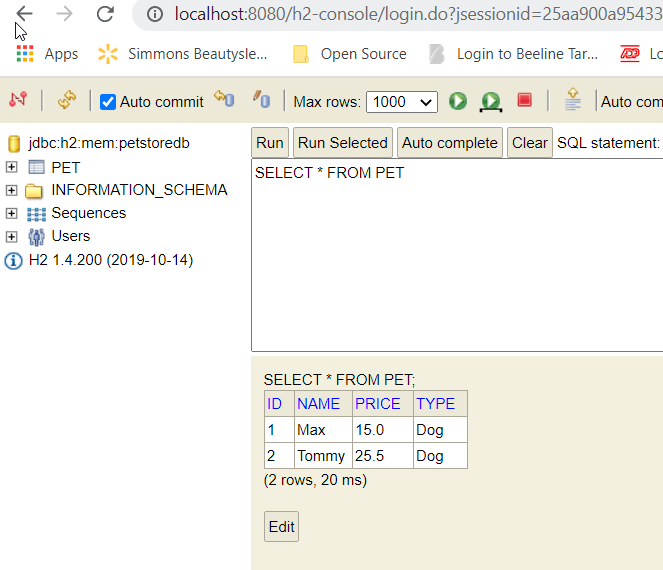 localhost:8080/h2-console/login.do?jsessionid=25aa900a95433
Apps Simmons Beautysle... Open Source Login to Beeline Tar... ADP Lo
Auto commit Max rows: 1000 Auto com
jdbc:h2:mem:petstoredb
PET
INFORMATION_SCHEMA
Sequences
Users
H2 1.4.200 (2019-10-14)
Run Run Selected Auto complete Clear SQL statement:
SELECT * FROM PET
SELECT * FROM PET;
ID NAME PRICE TYPE
1 Max 15.0 Dog
2 Tommy 25.5 Dog
(2 rows, 20 ms)
Edit